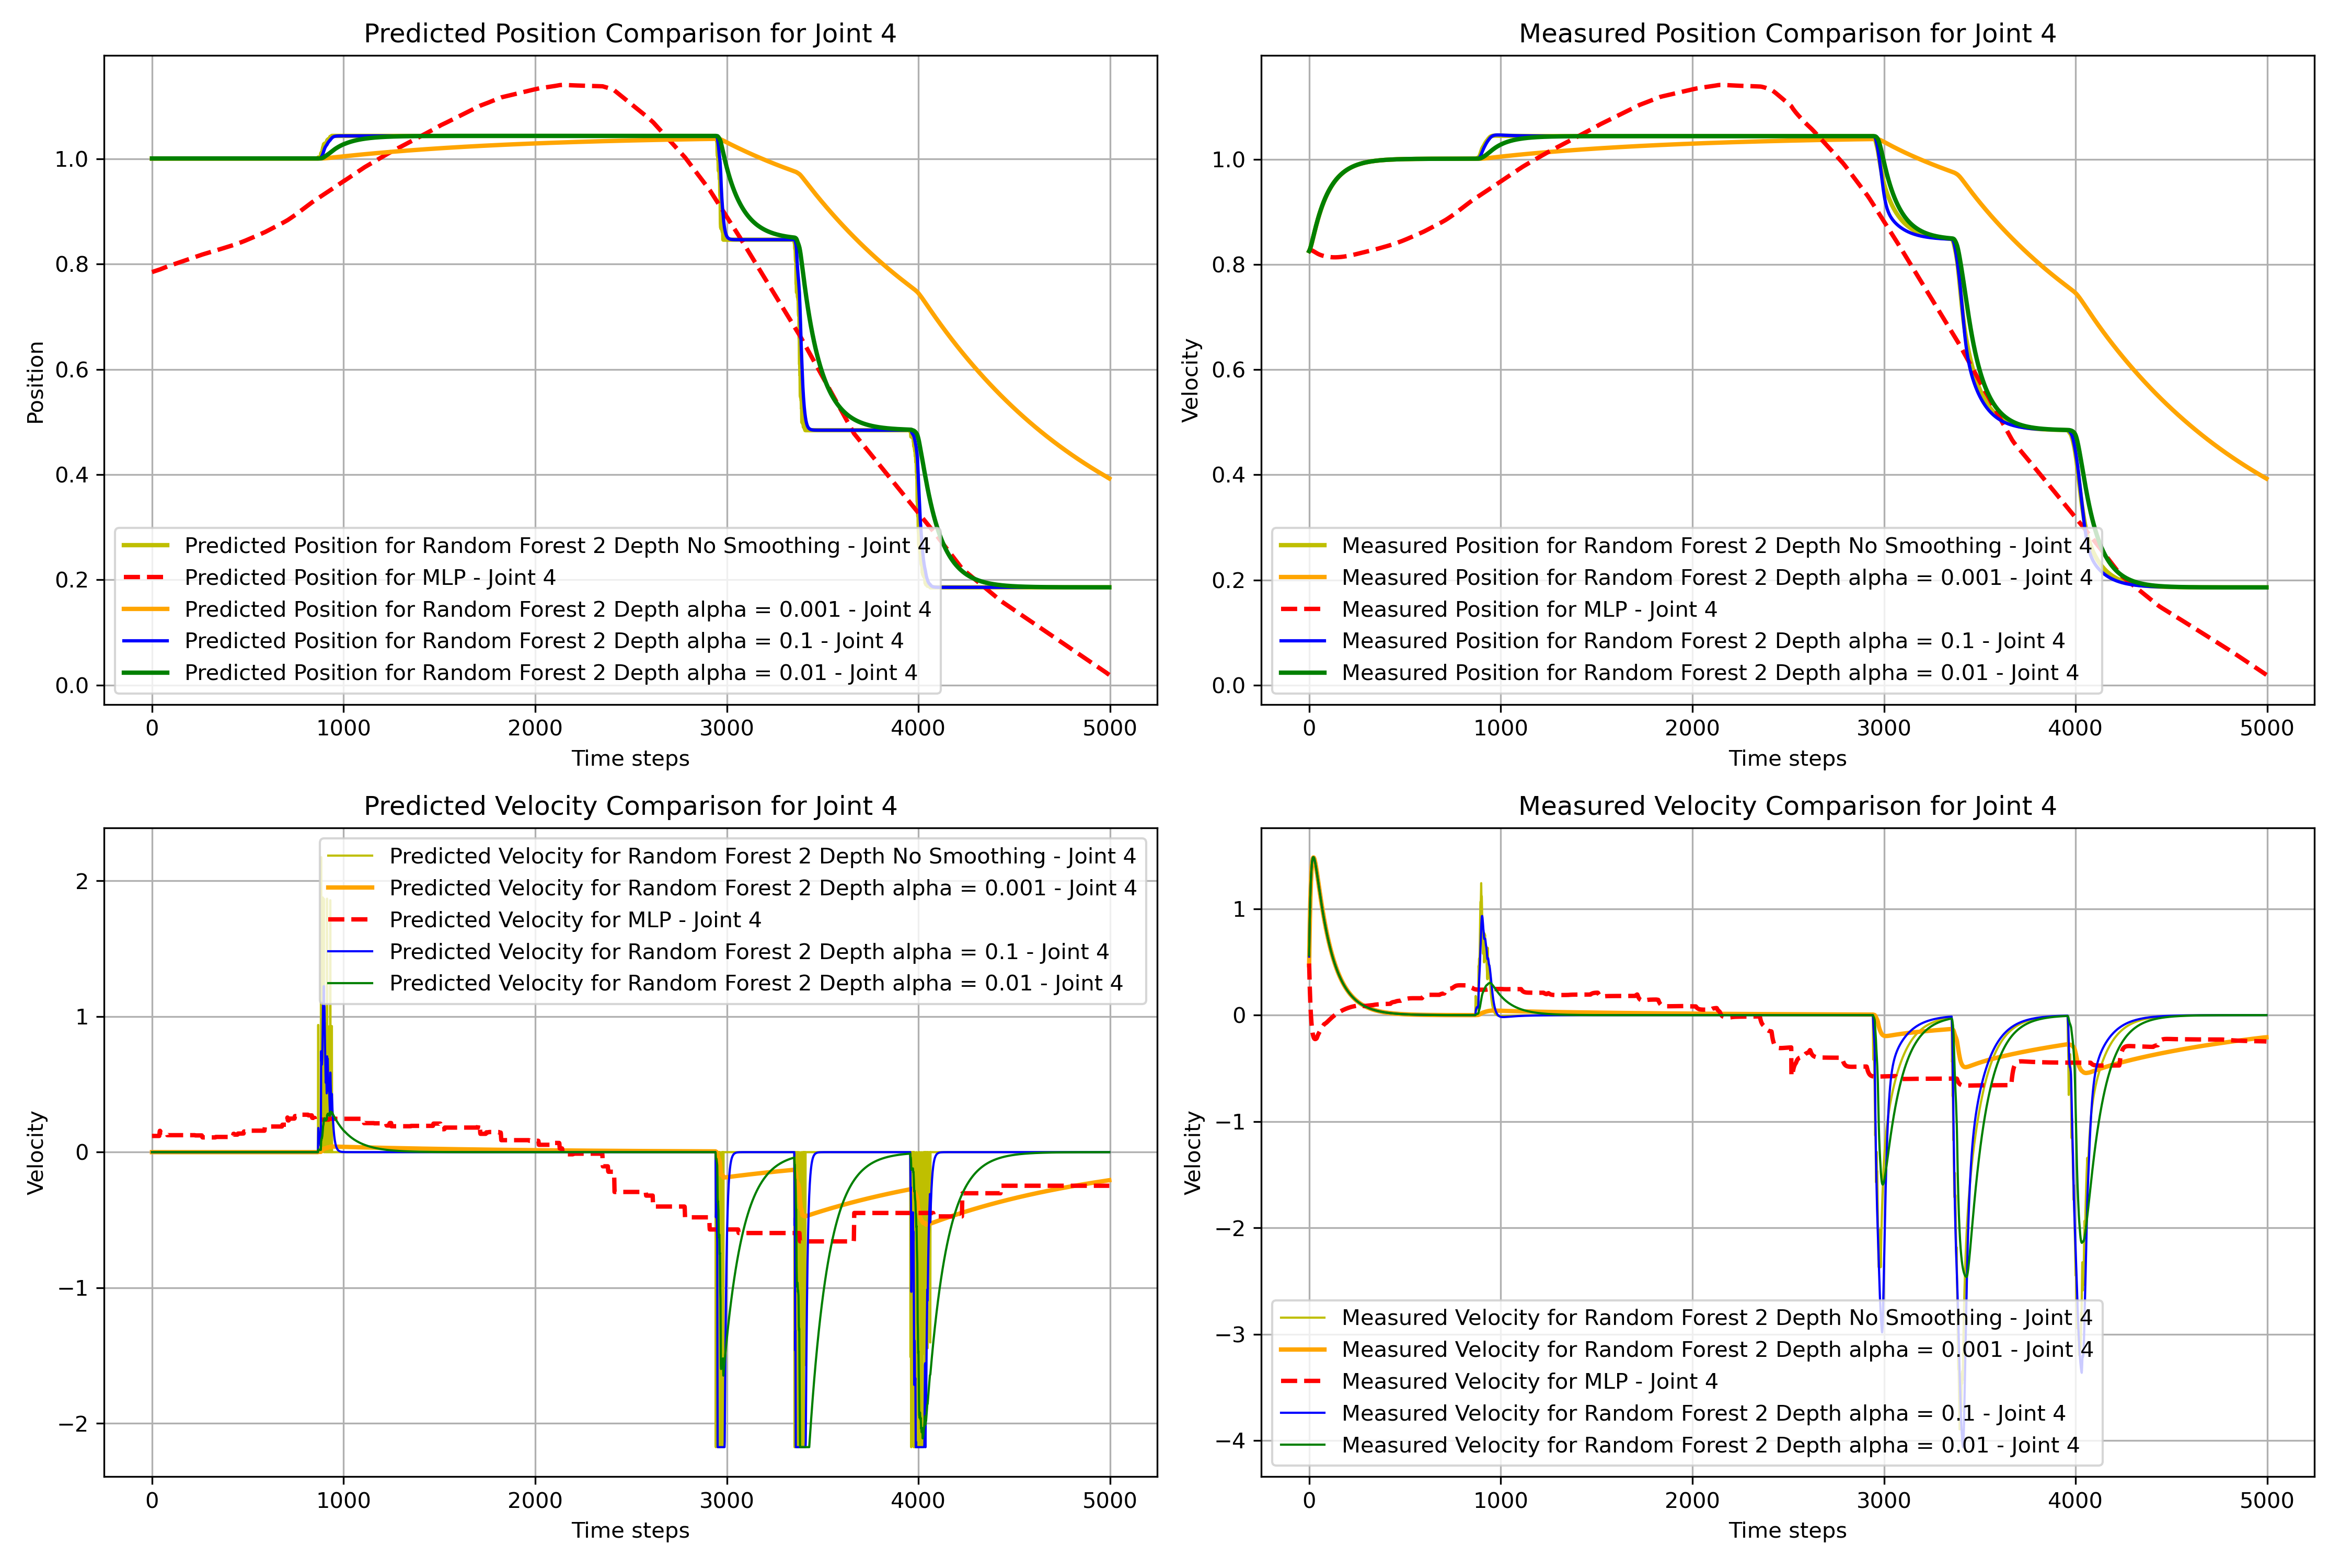 Predicted Position Comparison for Joint 4
Position
1.0
0.8
0.6
0.4
0.2
0.0
Predicted Position for Random Forest 2 Depth No Smoothing - Joint 4
Predicted Position for MLP - Joint 4
Predicted Position for Random Forest 2 Depth alpha = 0.001 - Joint 4
Predicted Position for Random Forest 2 Depth alpha = 0.1 - Joint 4
Predicted Position for Random Forest 2 Depth alpha = 0.01 - Joint 4
0 1000 2000 3000 4000 5000
Time steps
Measured Position Comparison for Joint 4
Velocity
1.0
0.8
0.6
0.4
0.2
0.0
Measured Position for Random Forest 2 Depth No Smoothing - Joint 4
Measured Position for Random Forest 2 Depth alpha = 0.001 - Joint 4
Measured Position for MLP - Joint 4
Measured Position for Random Forest 2 Depth alpha = 0.1 - Joint 4
Measured Position for Random Forest 2 Depth alpha = 0.01 - Joint 4
0 1000 2000 3000 4000 5000
Time steps
Predicted Velocity Comparison for Joint 4
Velocity
2
1
0
−1
−2
Predicted Velocity for Random Forest 2 Depth No Smoothing - Joint 4
Predicted Velocity for Random Forest 2 Depth alpha = 0.001 - Joint 4
Predicted Velocity for MLP - Joint 4
Predicted Velocity for Random Forest 2 Depth alpha = 0.1 - Joint 4
Predicted Velocity for Random Forest 2 Depth alpha = 0.01 - Joint 4
0 1000 2000 3000 4000 5000
Time steps
Measured Velocity Comparison for Joint 4
Velocity
1
0
−1
−2
−3
−4
Measured Velocity for Random Forest 2 Depth No Smoothing - Joint 4
Measured Velocity for Random Forest 2 Depth alpha = 0.001 - Joint 4
Measured Velocity for MLP - Joint 4
Measured Velocity for Random Forest 2 Depth alpha = 0.1 - Joint 4
Measured Velocity for Random Forest 2 Depth alpha = 0.01 - Joint 4
0 1000 2000 3000 4000 5000
Time steps